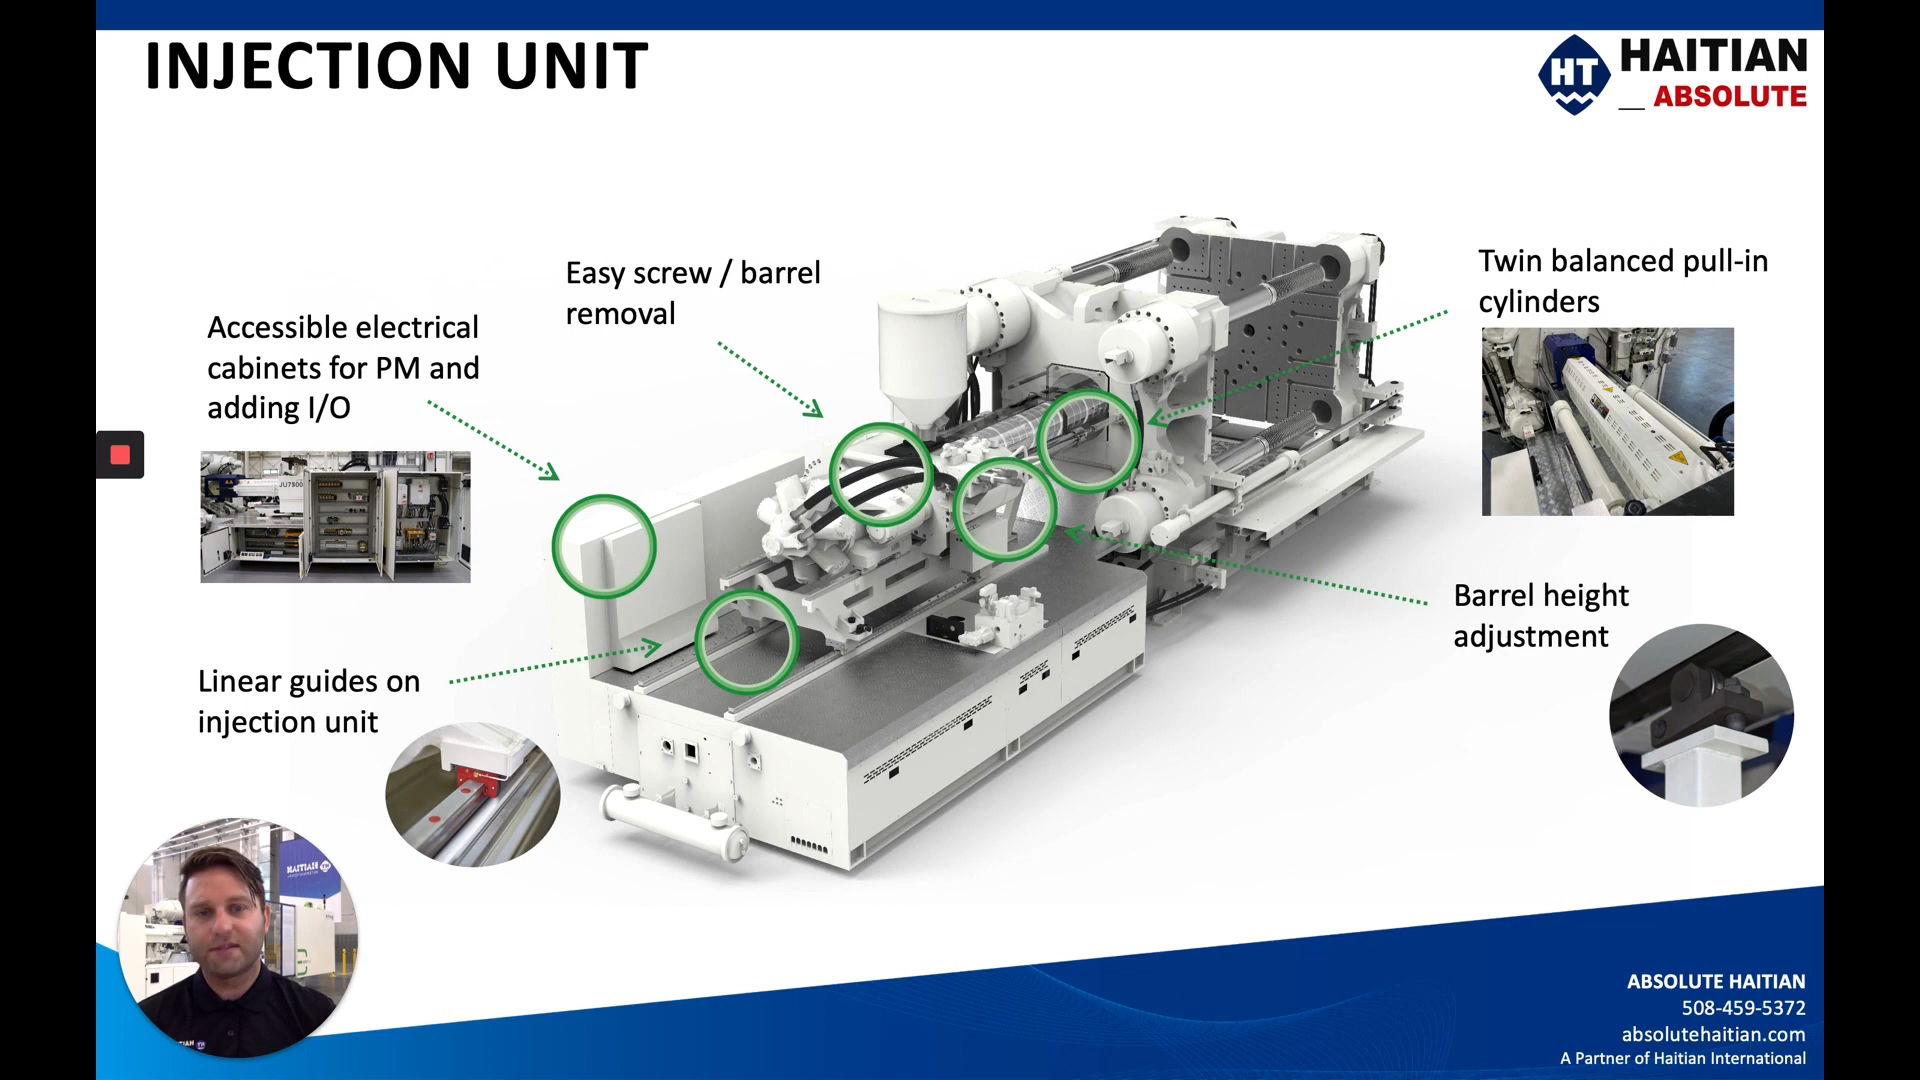 INJECTION UNIT
HT
HAITIAN
ABSOLUTE
Easy screw / barrel
removal
Twin balanced pull-in
cylinders
Accessible electrical
cabinets for PM and
adding I/O
Barrel height
adjustment
Linear guides on
injection unit
HAITIAN
ABSOLUTE HAITIAN
508-459-5372
absolutehaitian.com
A Partner of Haitian International